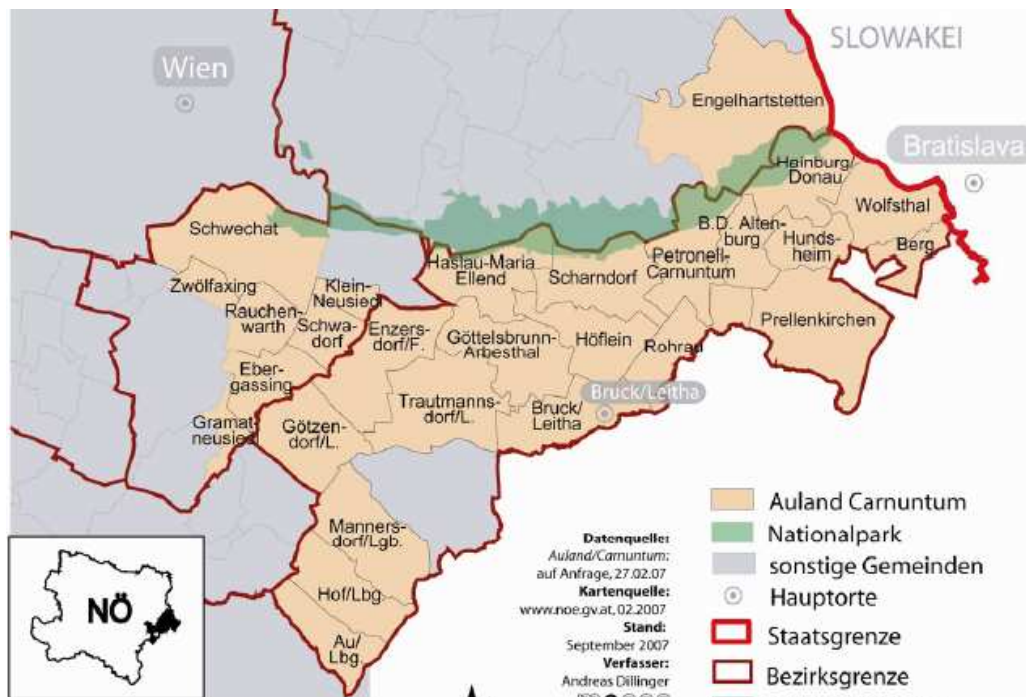 SLOWAKEI
Wien
Engelhartstetten
Bratislava
Hainburg/
Donau
Wolfsthal
Schwechat
B.D. Alten-
burg
Hunds-
heim
Berg
Haslau-Maria
Ellend
Scharndorf
Petronell-
Carnuntum
Zwölfaxing
Klein-
Neusiedl
Rauchen-
warth
Schwa-
dorf
Enzers-
dorf/F.
Göttelsbrunn-
Arbesthal
Höflein
Rohrau
Prellenkirchen
Eber-
gassing
Trautmanns-
dorf/L.
Bruck/
Leitha
Bruck/Leitha
Gramat-
neusiedl
Götzen-
dorf/L.
Manners-
dorf/Lgb.
Hof/Lbg.
Au/
Lbg.
NÖ
Datenquelle:
Auland/Carnuntum:
auf Anfrage, 27.02.07
Kartenquelle:
www.noe.gv.at, 02.2007
Stand:
September 2007
Verfasser:
Andreas Dillinger
Auland Carnuntum
Nationalpark
sonstige Gemeinden
Hauptorte
Staatsgrenze
Bezirksgrenze